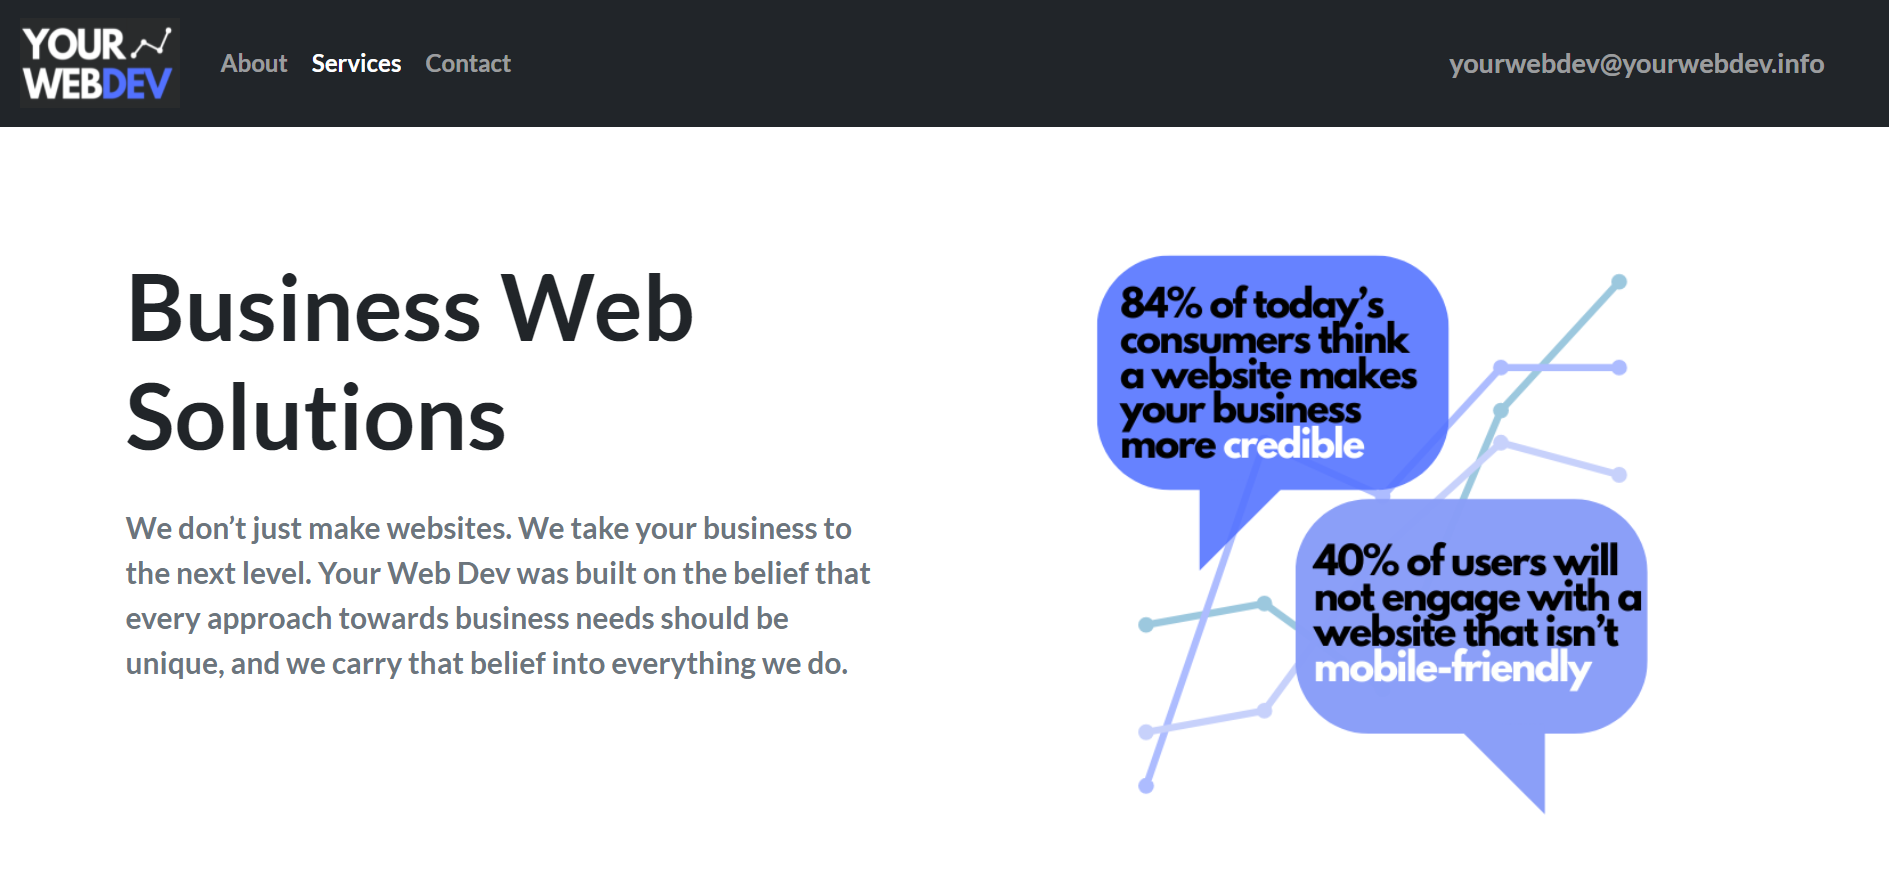 YOUR
WEBDEV
About Services Contact
yourwebdev@yourwebdev.info
Business Web
Solutions
We don’t just make websites. We take your business to
the next level. Your Web Dev was built on the belief that
every approach towards business needs should be
unique, and we carry that belief into everything we do.
84% of today’s
consumers think
a website makes
your business
more credible
40% of users will
not engage with a
website that isn’t
mobile-friendly